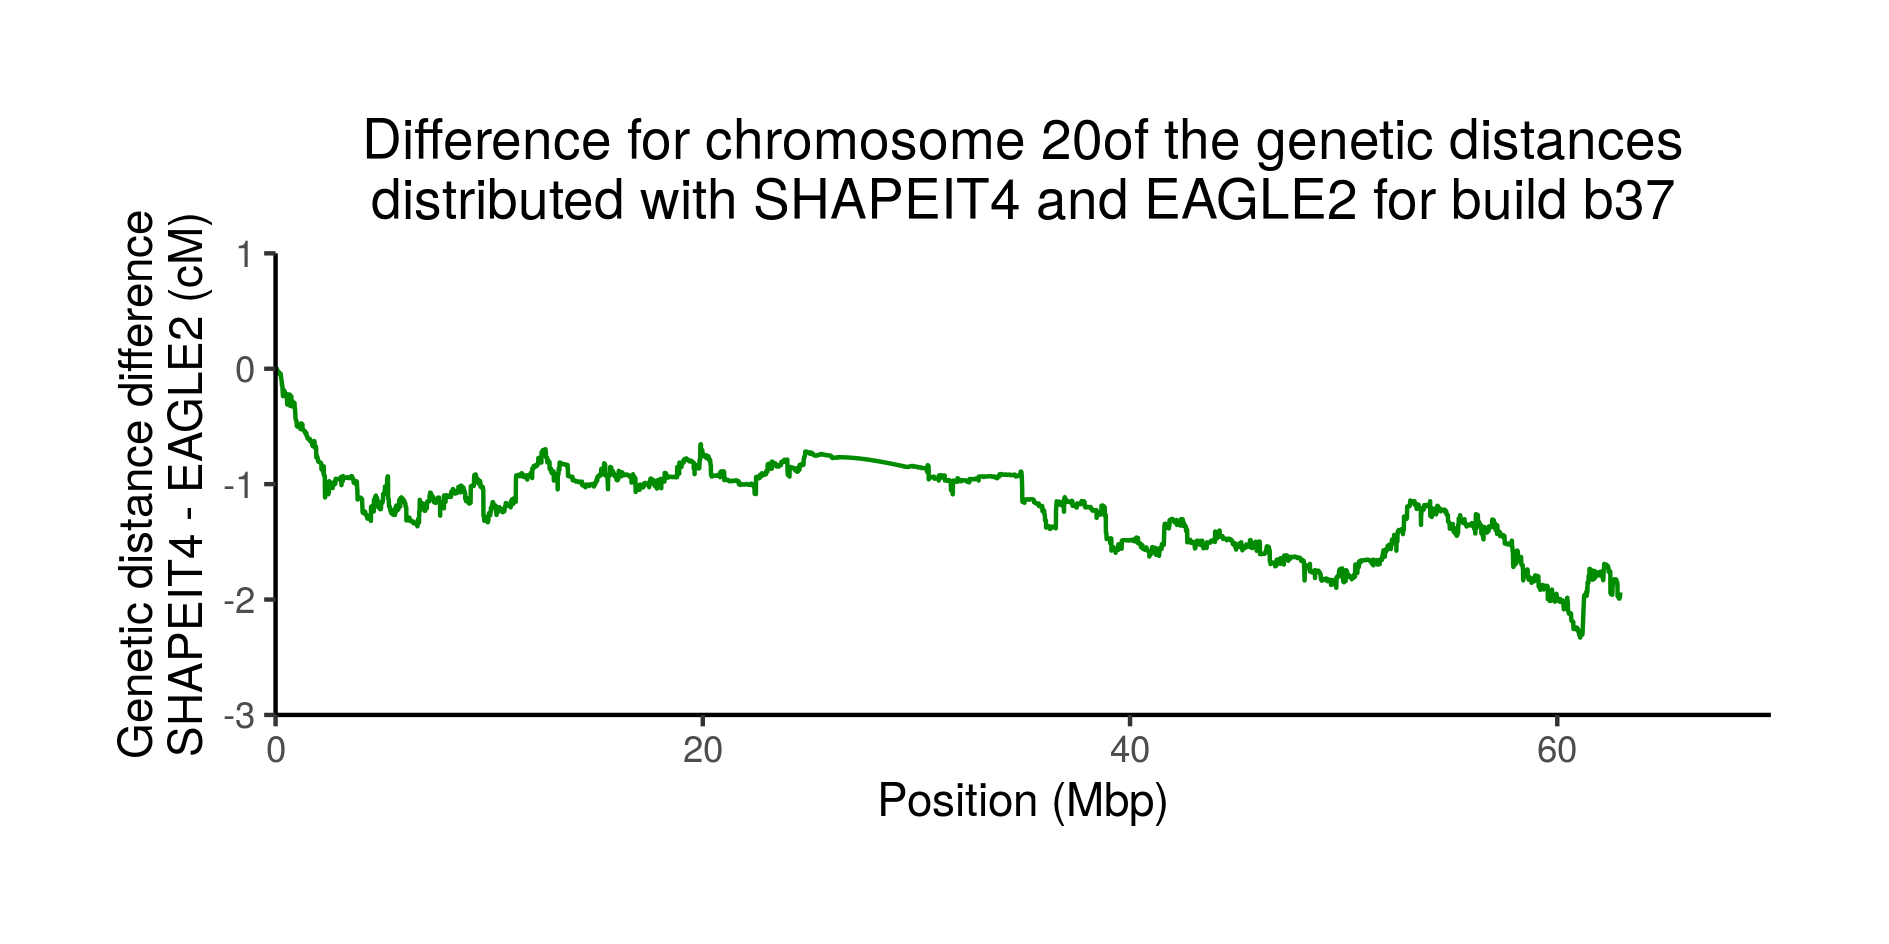 Difference for chromosome 20of the genetic distances
distributed with SHAPEIT4 and EAGLE2 for build b37
Genetic distance difference
SHAPEIT4 - EAGLE2 (cM)
1
0
-1
-2
-3
0
20
40
60
Position (Mbp)